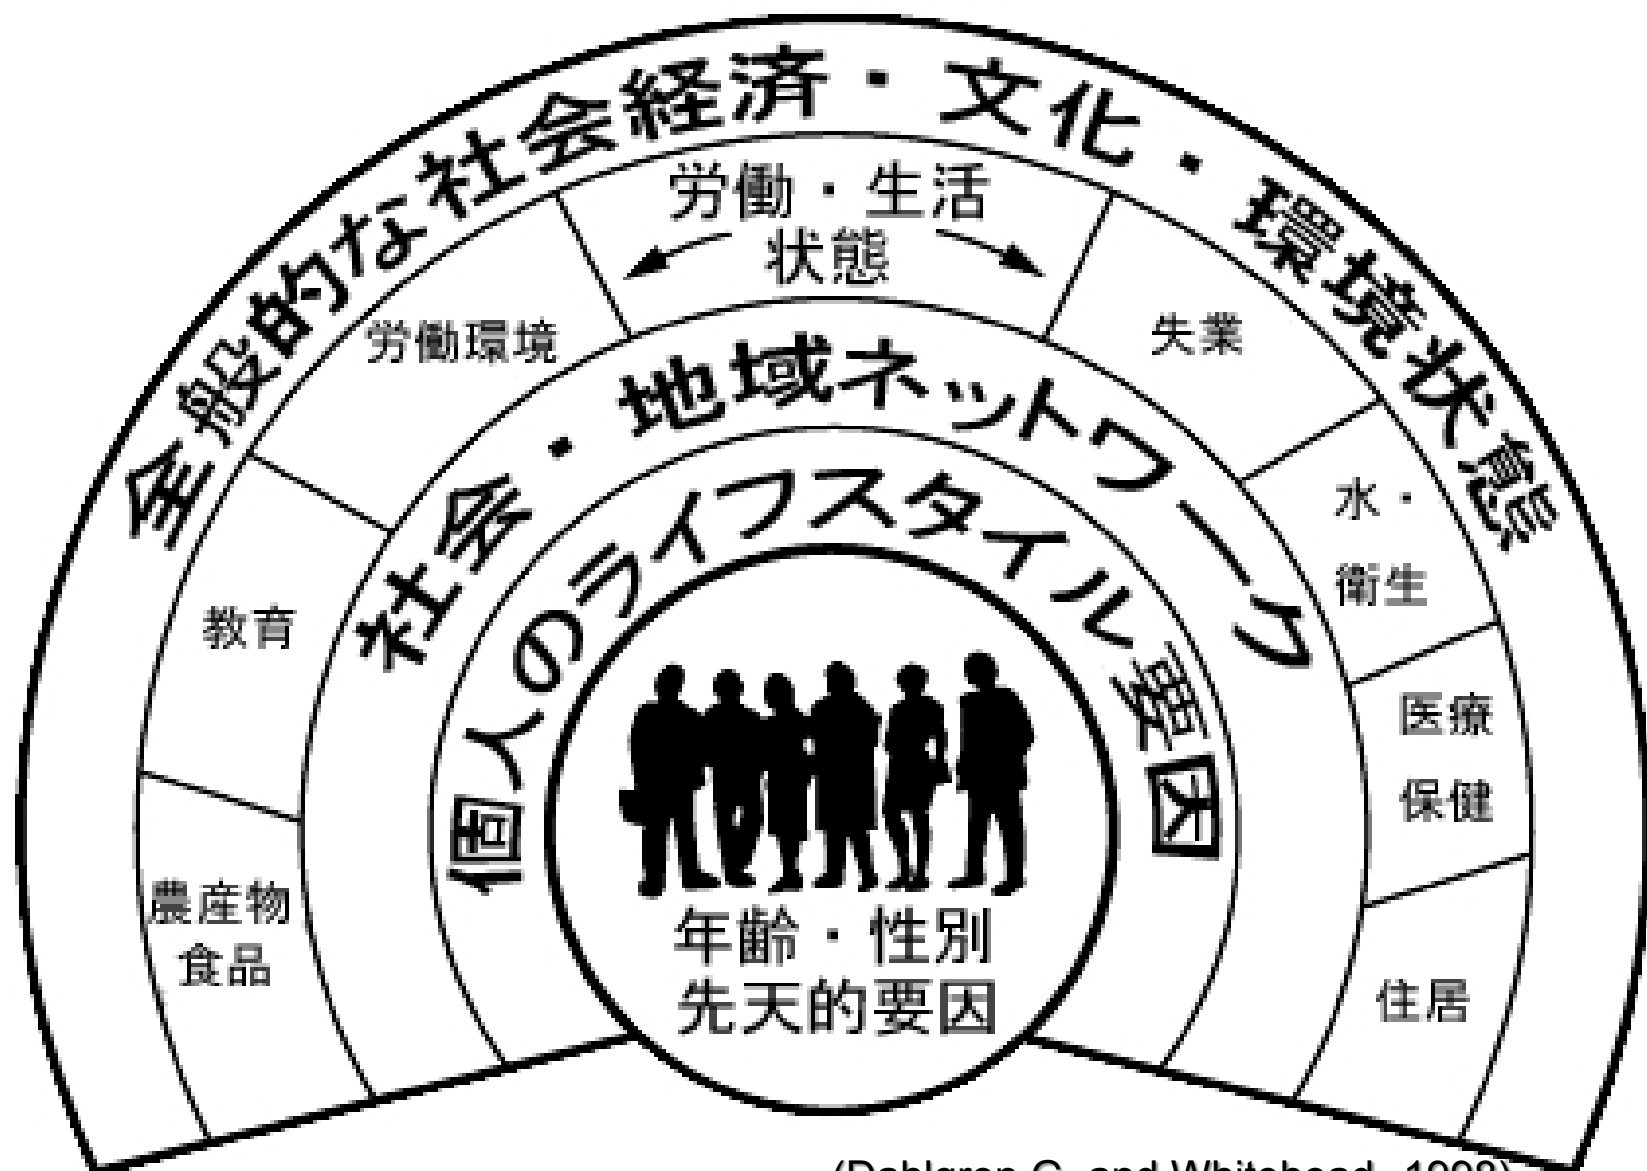 全般的な社会経済・文化・環境状態
労働・生活
状態
労働環境
失業
社会・地域ネットワーク
個人のライフスタイル要因
水・
衛生
教育
医療
保健
農産物
食品
住居
年齢・性別
先天的要因
(Dahlgren G. and Whitehead,